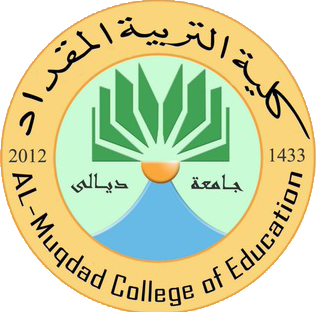 كلية التربية المقداد
2012
1433
جامعة ديالى
AL-Muqdad College of Education